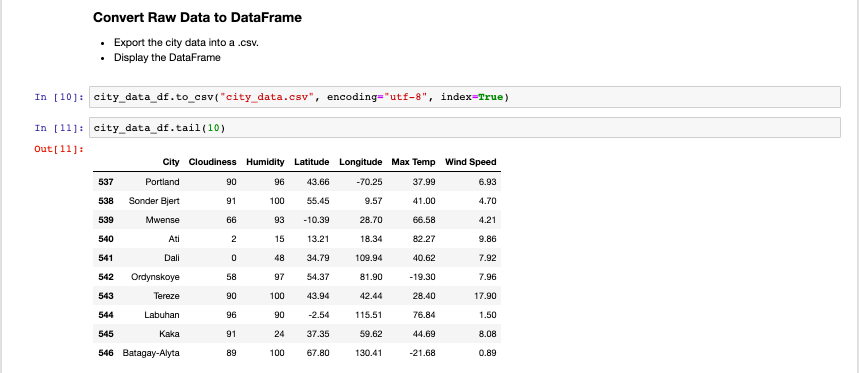 Convert Raw Data to DataFrame
• Export the city data into a .csv.
• Display the DataFrame
In [10]: city_data_df.to_csv("city_data.csv", encoding="utf-8", index=True)
In [11]: city_data_df.tail(10)
Out[11]:
City Cloudiness Humidity Latitude Longitude Max Temp Wind Speed
537 Portland 90 96 43.66 -70.25 37.99 6.93
538 Sonder Bjert 91 100 55.45 9.57 41.00 4.70
539 Mwense 66 93 -10.39 28.70 66.58 4.21
540 Ati 2 15 13.21 18.34 82.27 9.86
541 Dali 0 48 34.79 109.94 40.62 7.92
542 Ordynskoye 58 97 54.37 81.90 -19.30 7.96
543 Tereze 90 100 43.94 42.44 28.40 17.90
544 Labuhan 96 90 -2.54 115.51 76.84 1.50
545 Kaka 91 24 37.35 59.62 44.69 8.08
546 Batagay-Alyta 89 100 67.80 130.41 -21.68 0.89